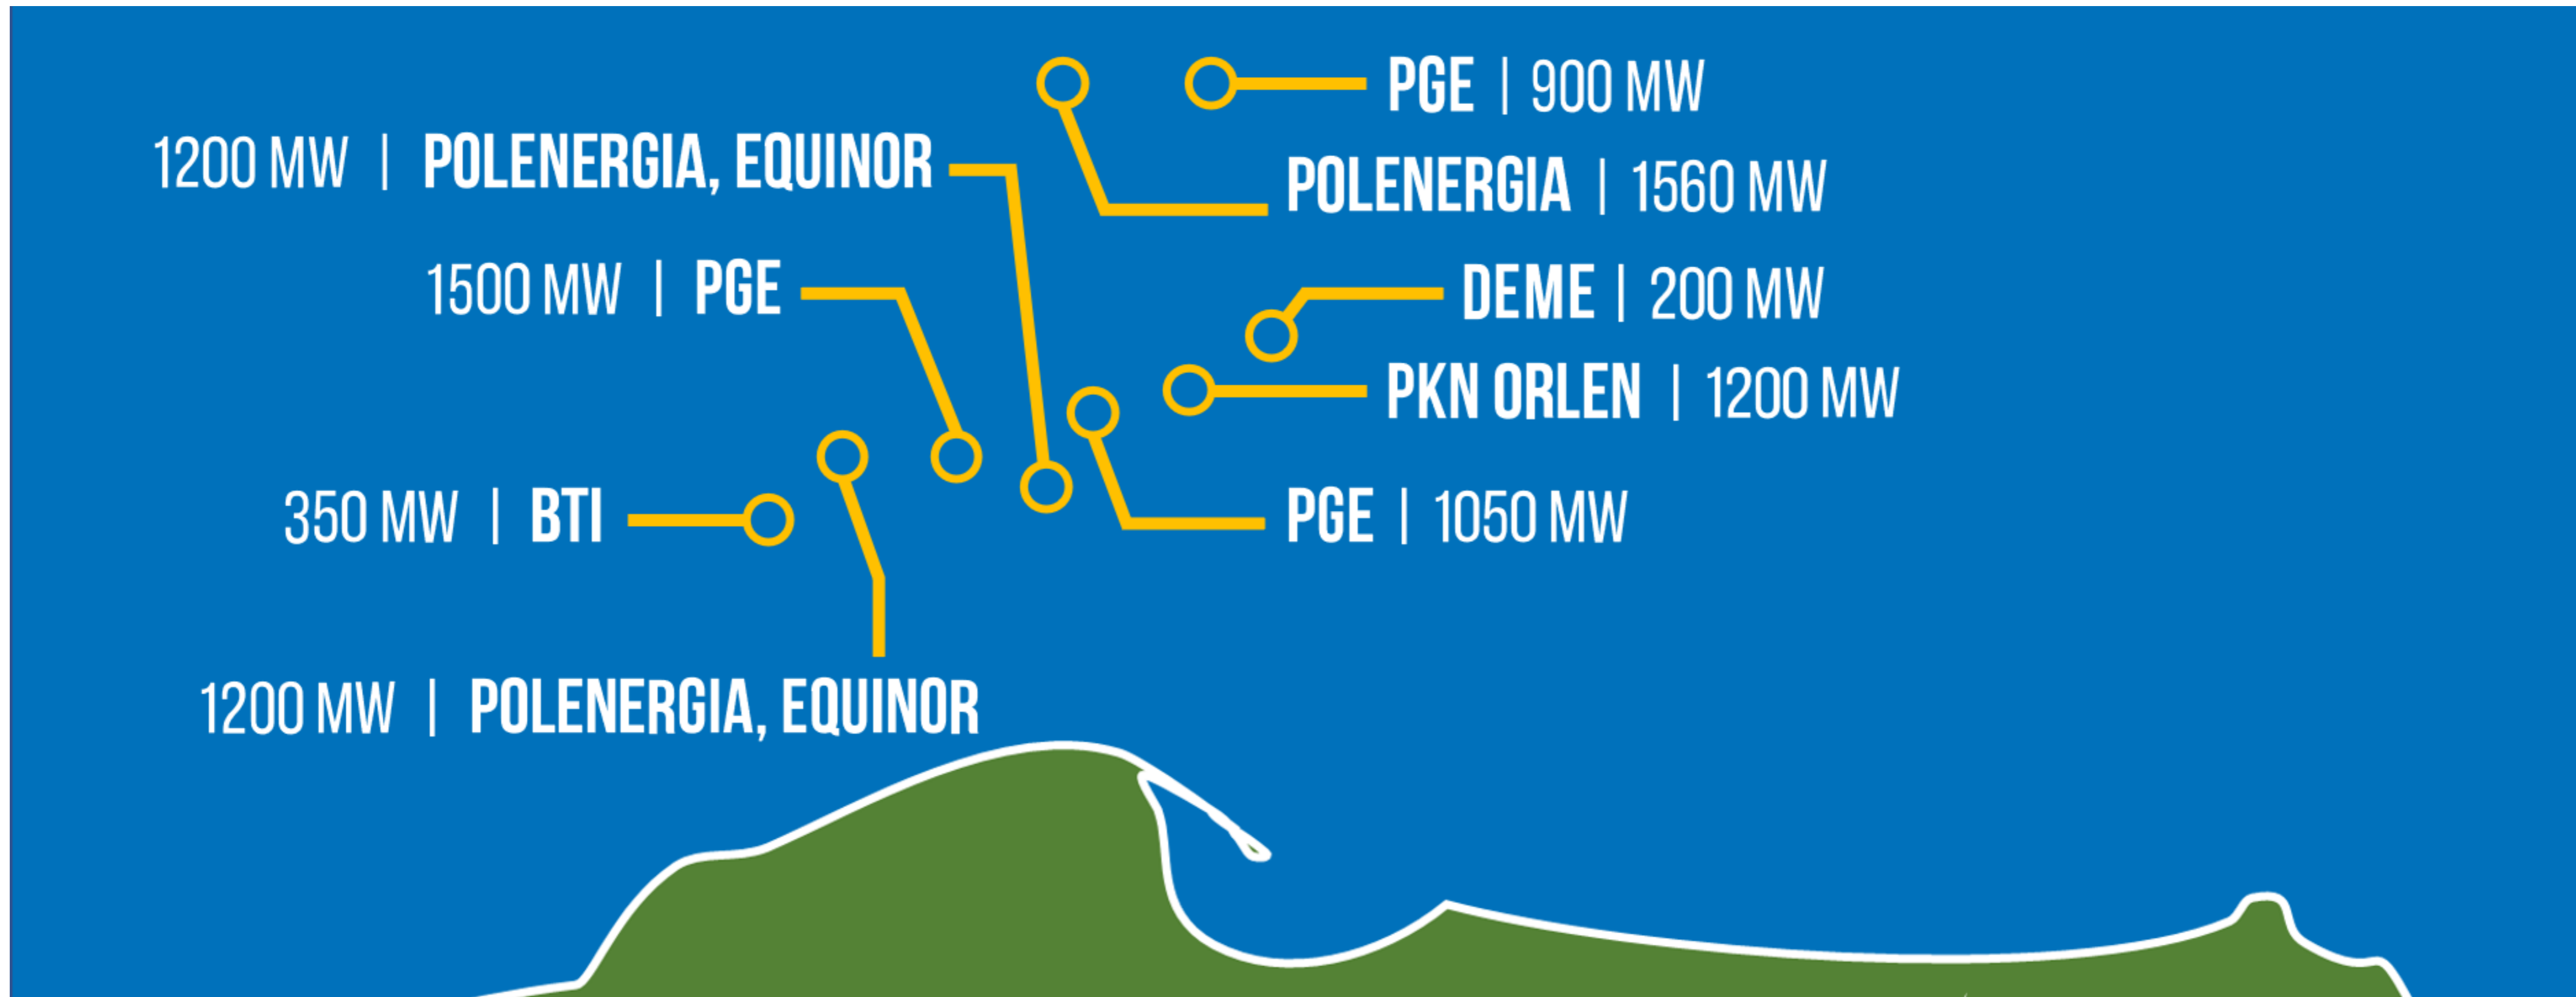 PGE | 900 MW
1200 MW | POLENERGIA, EQUINOR
POLENERGIA | 1560 MW
1500 MW | PGE
DEME | 200 MW
PKN ORLEN | 1200 MW
350 MW | BTI
PGE | 1050 MW
1200 MW | POLENERGIA, EQUINOR